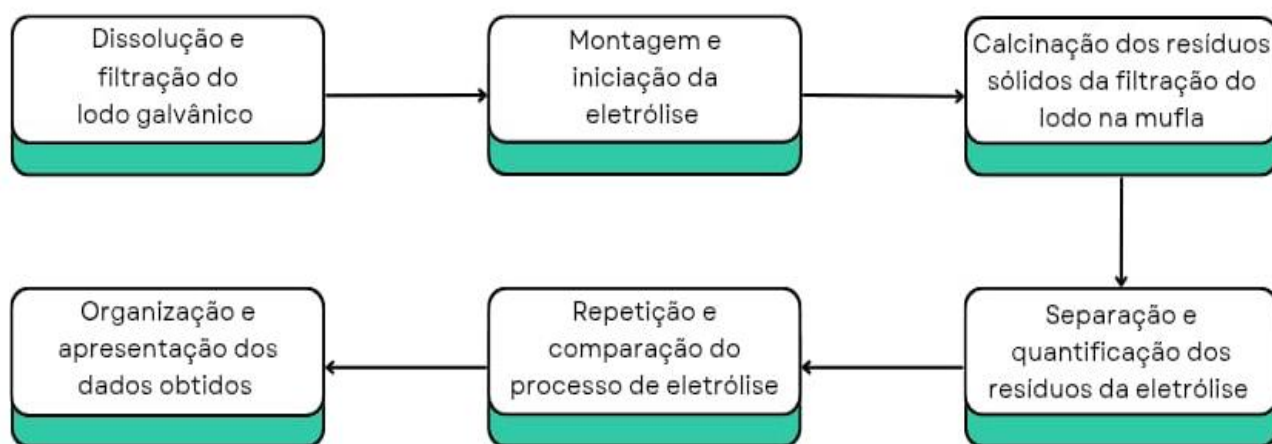 Dissolução e
filtração do
lodo galvânico
Montagem e
iniciação da
eletrólise
Calcinação dos resíduos
sólidos da filtração do
lodo na mufla
Separação e
quantificação dos
resíduos da eletrólise
Repetição e
comparação do
processo de eletrólise
Organização e
apresentação dos
dados obtidos